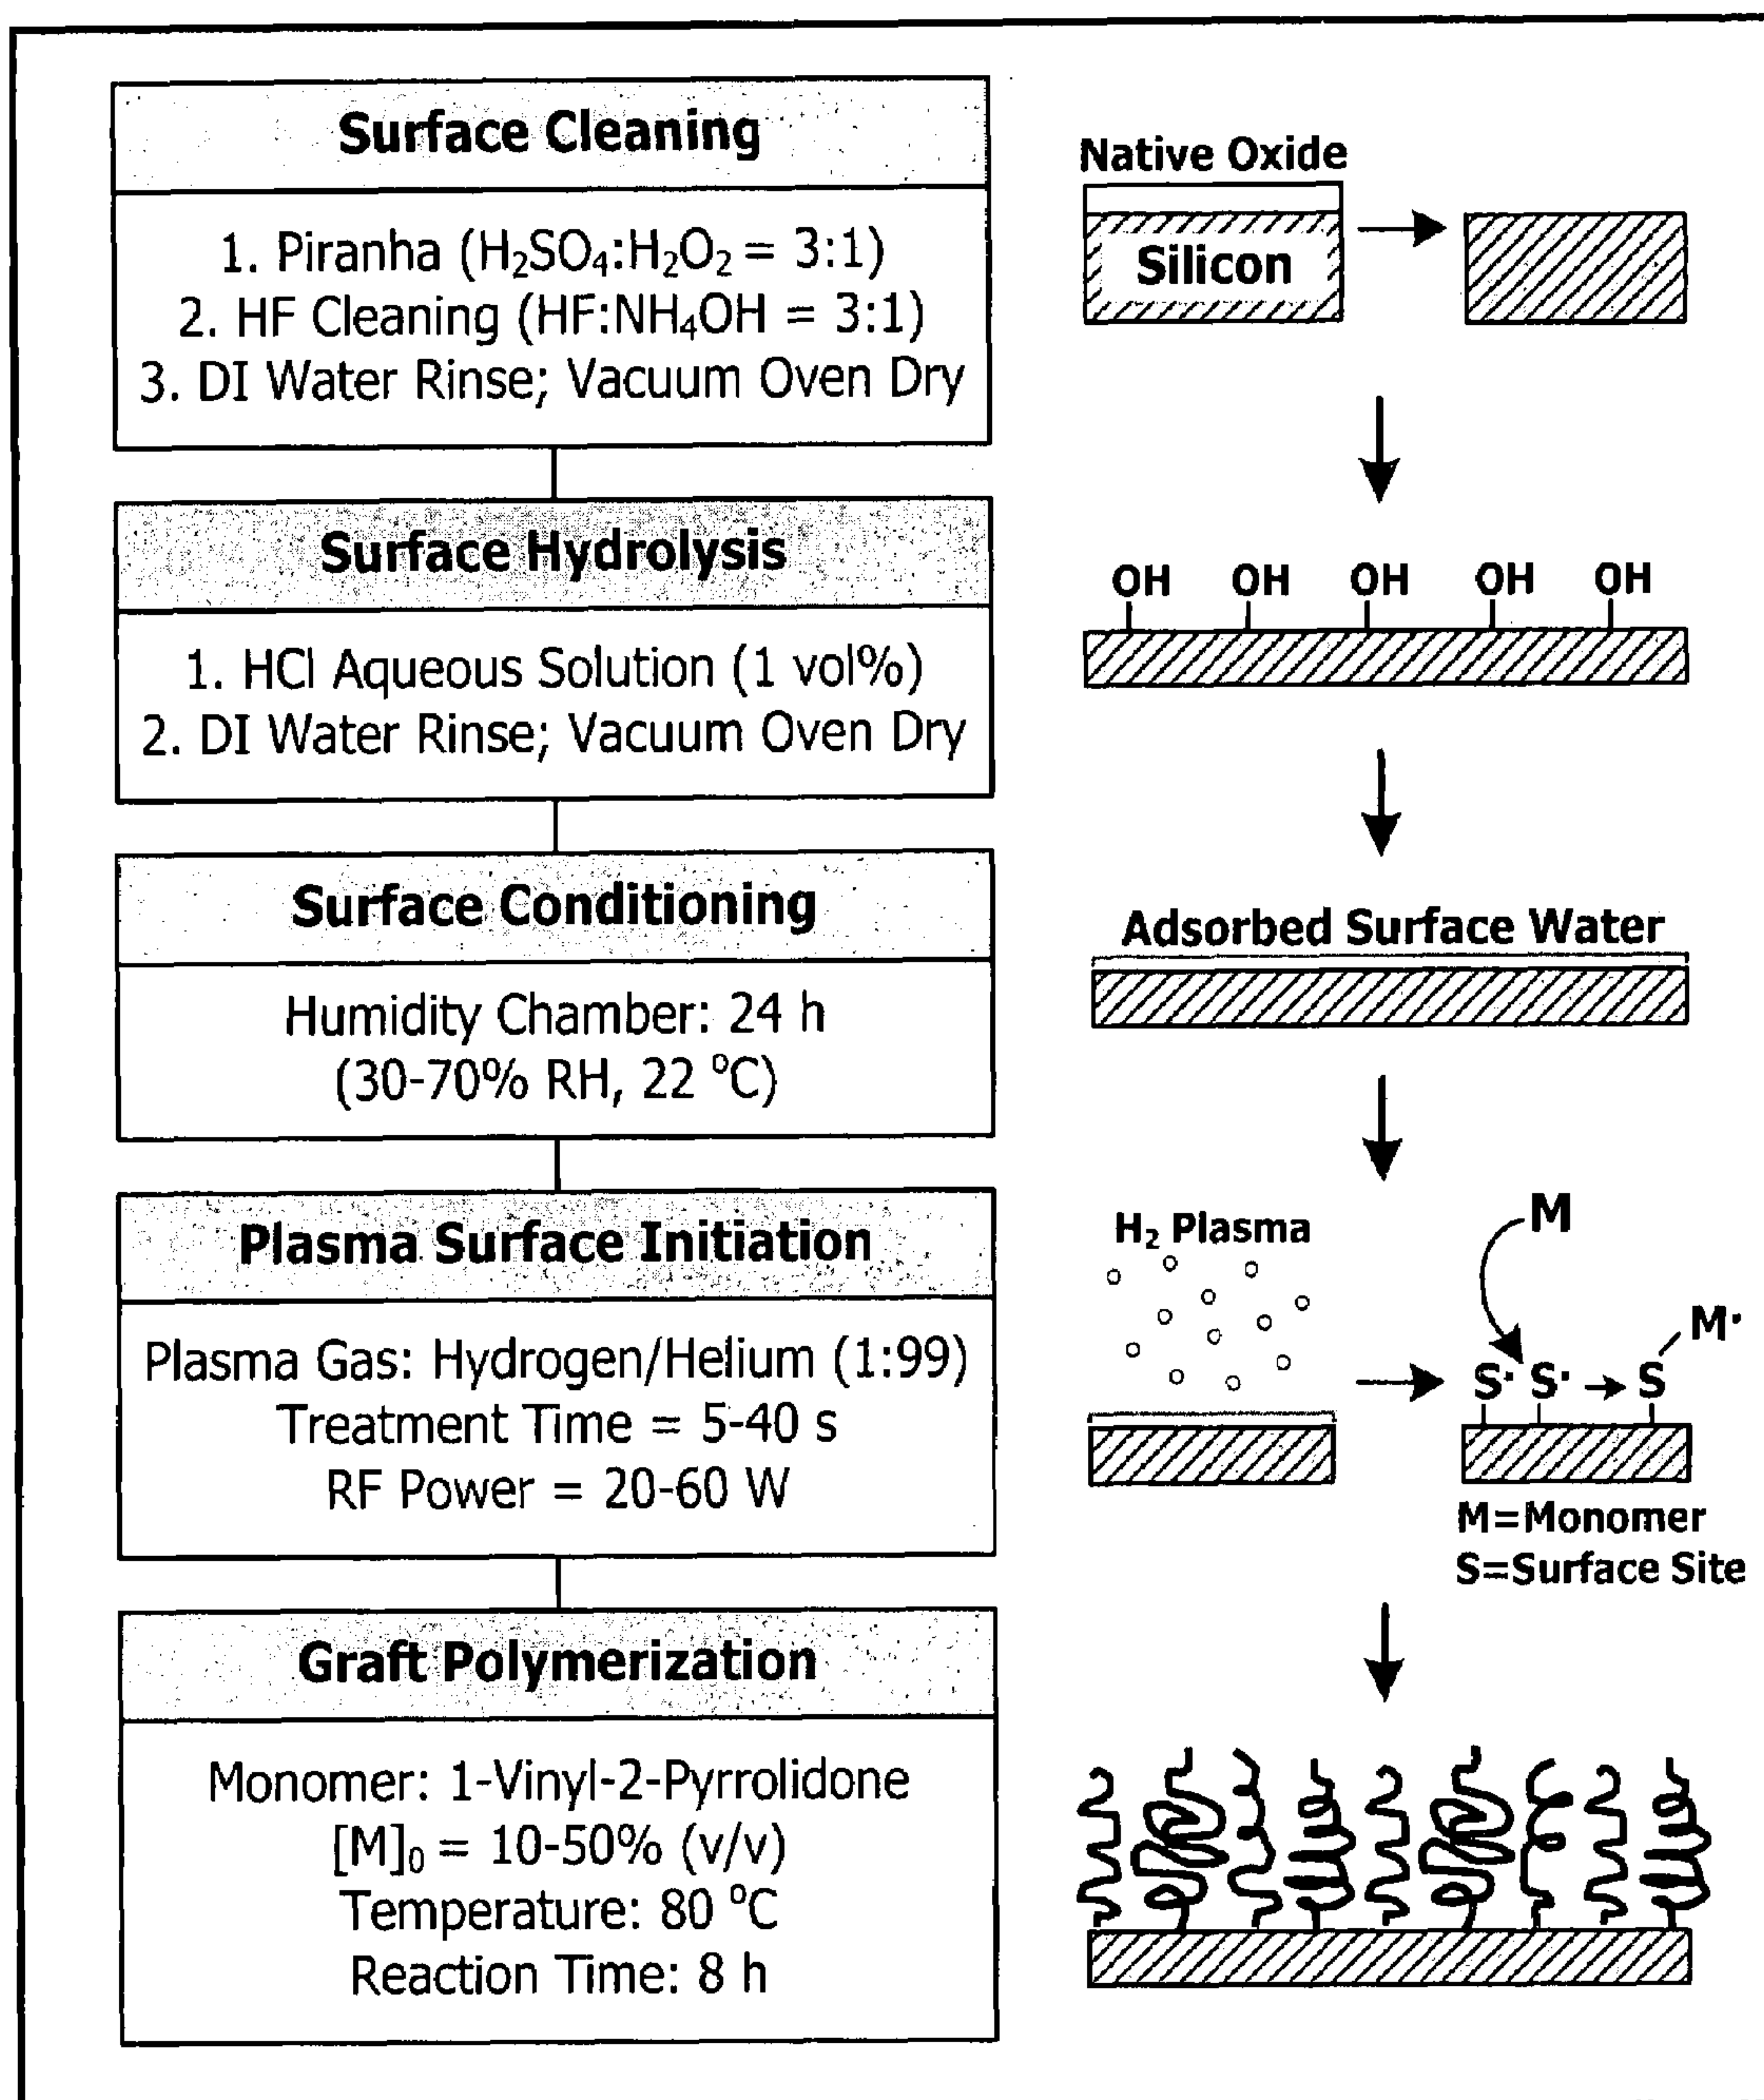 Surface Cleaning
1. Piranha (H₂SO₄:H₂O₂ = 3:1)
2. HF Cleaning (HF:NH₄OH = 3:1)
3. DI Water Rinse; Vacuum Oven Dry
Native Oxide
Silicon
Surface Hydrolysis
1. HCl Aqueous Solution (1 vol%)
2. DI Water Rinse; Vacuum Oven Dry
OH OH OH OH OH
Surface Conditioning
Humidity Chamber: 24 h
(30-70% RH, 22 °C)
Adsorbed Surface Water
Plasma Surface Initiation
Plasma Gas: Hydrogen/Helium (1:99)
Treatment Time = 5-40 s
RF Power = 20-60 W
H₂ Plasma
M
M·
S· S· → S
M=Monomer
S=Surface Site
Graft Polymerization
Monomer: 1-Vinyl-2-Pyrrolidone
[M]₀ = 10-50% (v/v)
Temperature: 80 °C
Reaction Time: 8 h